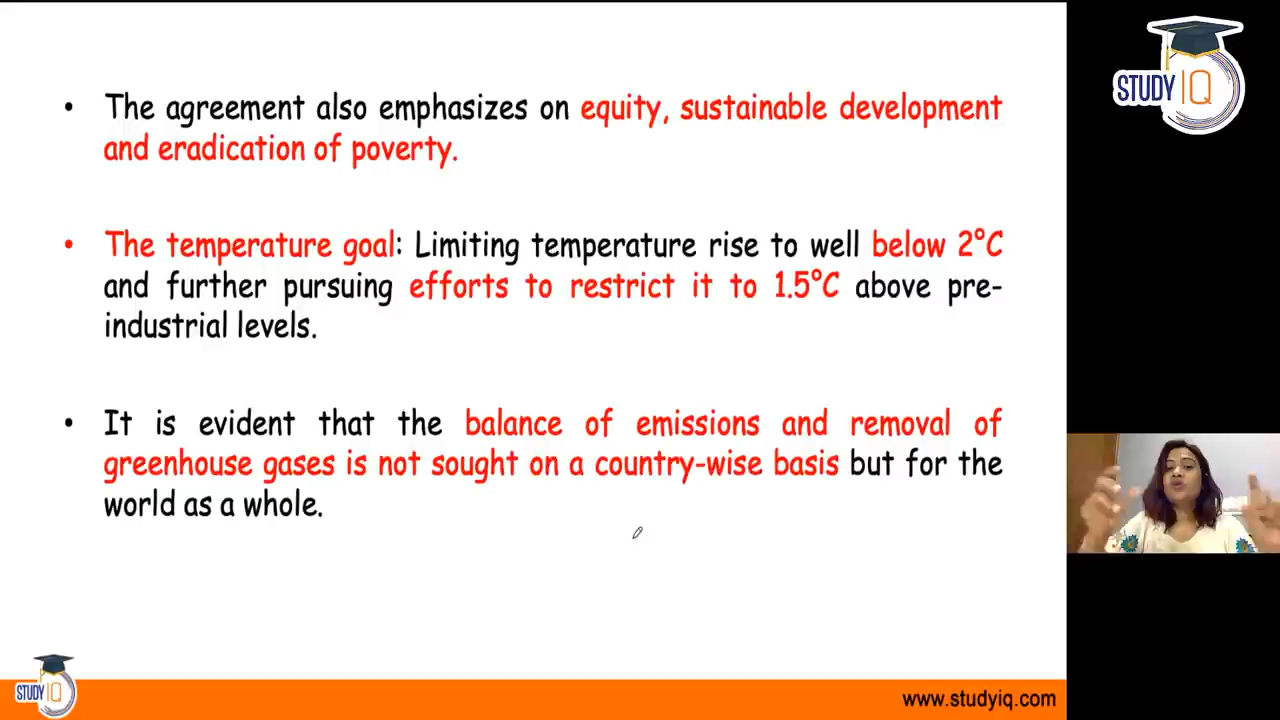 STUDY IQ
• The agreement also emphasizes on equity, sustainable development
and eradication of poverty.
• The temperature goal: Limiting temperature rise to well below 2°C
and further pursuing efforts to restrict it to 1.5°C above pre-
industrial levels.
• It is evident that the balance of emissions and removal of
greenhouse gases is not sought on a country-wise basis but for the
world as a whole.
STUDY IQ
www.studyiq.com